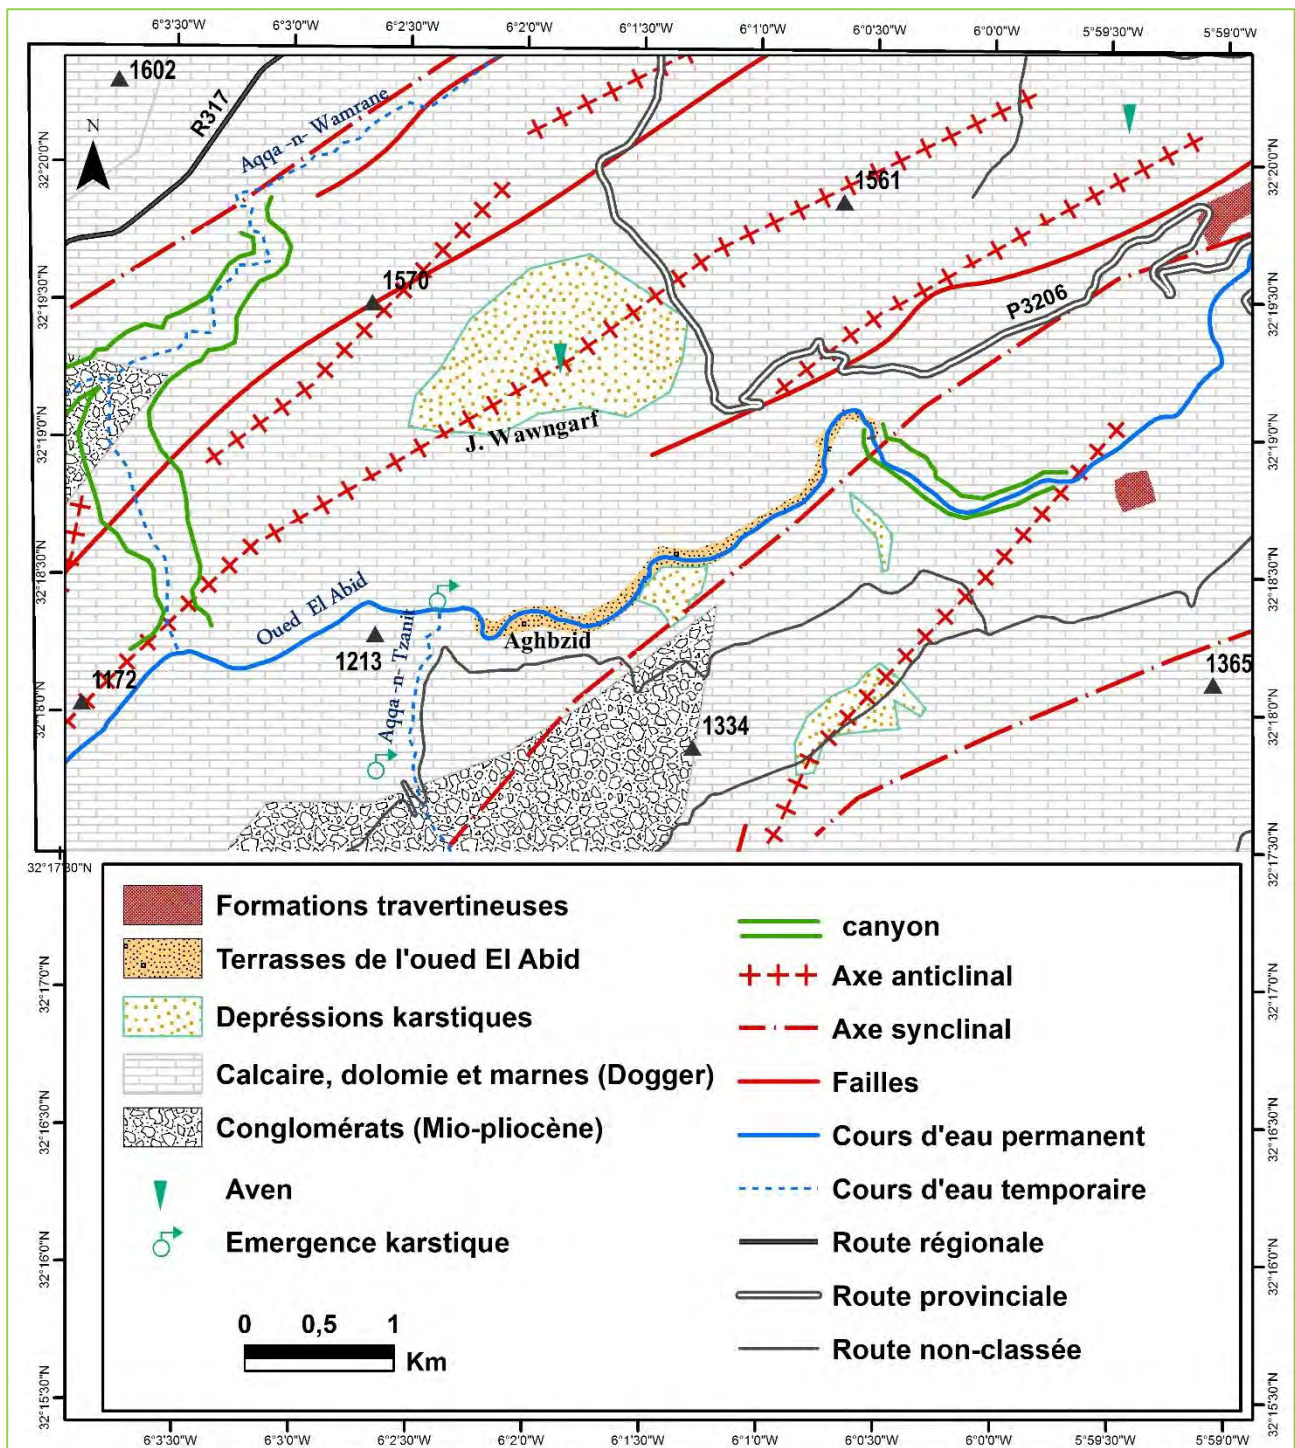 6°3'30"W 6°3'0"W 6°2'30"W 6°2'0"W 6°1'30"W 6°1'0"W 6°0'30"W 6°0'0"W 5°59'30"W 5°59'0"W
1602
R317
Aqqa -n- Wamrane
N
32°20'0"N
32°20'0"N
1561
1570
32°19'30"N
32°19'30"N
P3206
J. Wawngarf
32°19'0"N
32°19'0"N
32°18'30"N
32°18'30"N
Oued El Abid
Aqqa -n- Tzanit
Aghbzid
1213
1172
1365
1334
32°18'0"N
32°18'0"N
32°17'30"N
32°17'30"N
Formations travertineuses
Terrasses de l'oued El Abid
Depréssions karstiques
Calcaire, dolomie et marnes (Dogger)
Conglomérats (Mio-pliocène)
Aven
Emergence karstique
0 0,5 1
Km
canyon
Axe anticlinal
Axe synclinal
Failles
Cours d'eau permanent
Cours d'eau temporaire
Route régionale
Route provinciale
Route non-classée
32°17'0"N
32°17'0"N
32°16'30"N
32°16'30"N
32°16'0"N
32°16'0"N
32°15'30"N
32°15'30"N
6°3'30"W 6°3'0"W 6°2'30"W 6°2'0"W 6°1'30"W 6°1'0"W 6°0'30"W 6°0'0"W 5°59'30"W 5°59'0"W